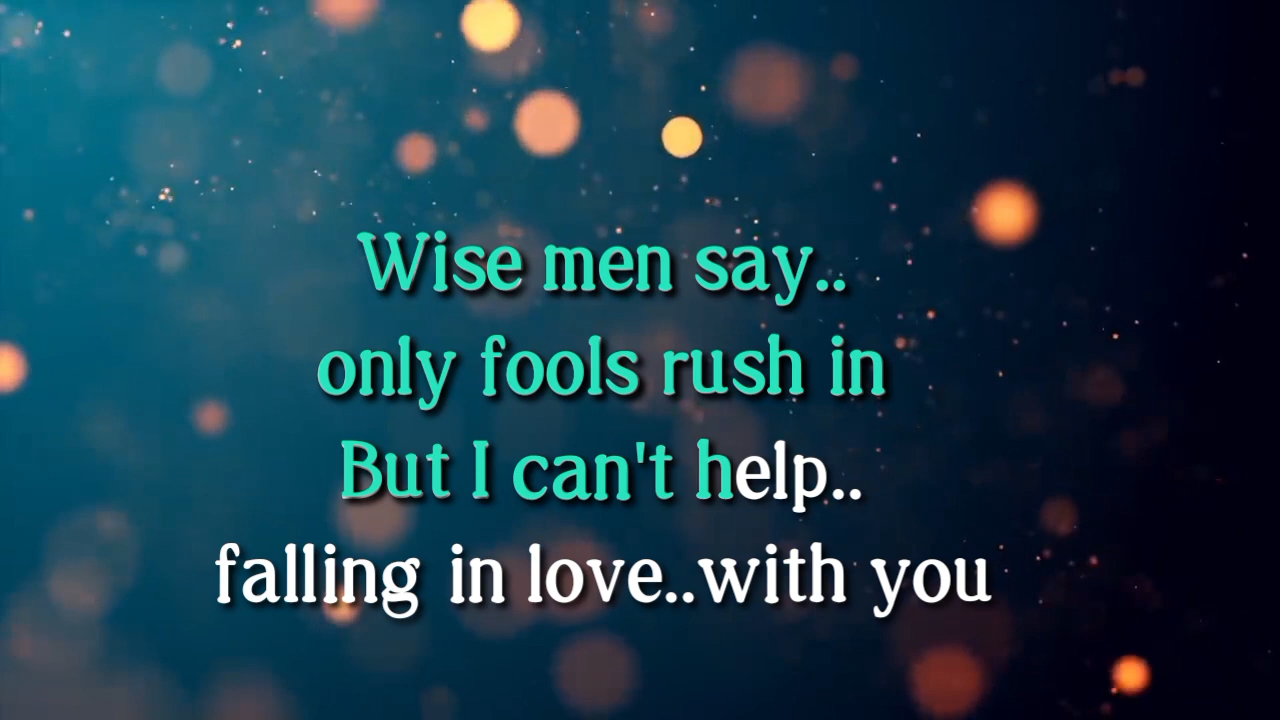 Wise men say..
only fools rush in
But I can't help..
falling in love..with you